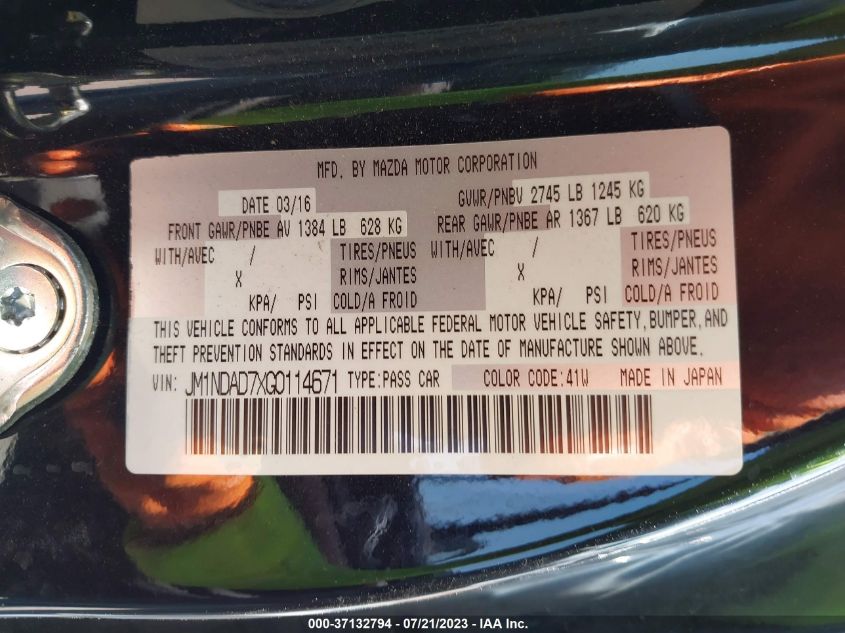 MFD. BY MAZDA MOTOR CORPORATION
DATE 03/16
GVWR/PNBV 2745 LB 1245 KG
FRONT GAWR/PNBE AV 1384 LB 628 KG
REAR GAWR/PNBE AR 1367 LB 620 KG
WITH/AVEC / TIRES/PNEUS WITH/AVEC / TIRES/PNEUS
X RIMS/JANTES X RIMS/JANTES
KPA/ PSI COLD/A FROID KPA/ PSI COLD/A FROID
THIS VEHICLE CONFORMS TO ALL APPLICABLE FEDERAL MOTOR VEHICLE SAFETY, BUMPER, AND
THEFT PREVENTION STANDARDS IN EFFECT ON THE DATE OF MANUFACTURE SHOWN ABOVE.
VIN: JM1NDAD7XG0114671 TYPE:PASS CAR COLOR CODE:41W MADE IN JAPAN
000-37132794 - 07/21/2023 - IAA Inc.